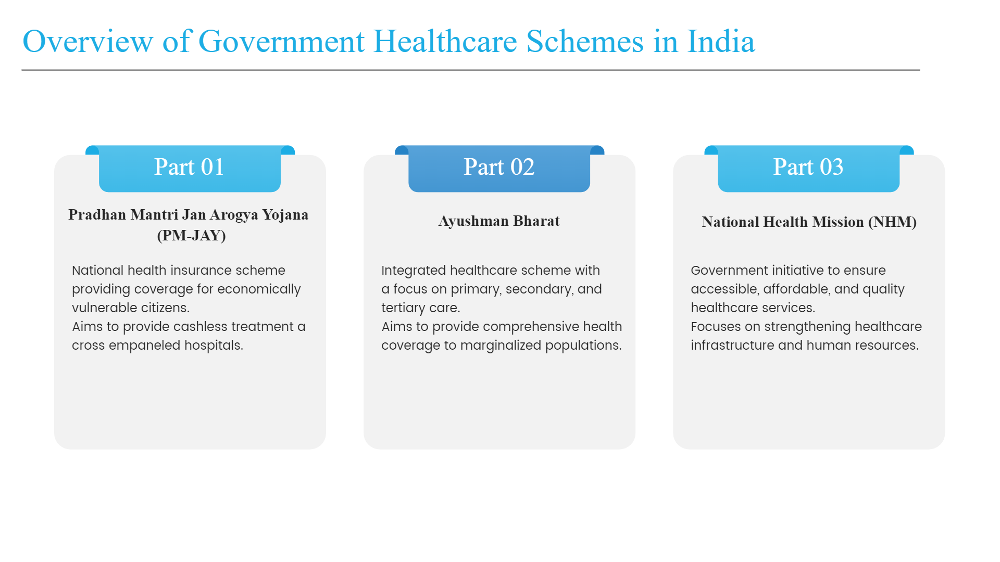 Overview of Government Healthcare Schemes in India
Part 01
Pradhan Mantri Jan Arogya Yojana
(PM-JAY)
National health insurance scheme
providing coverage for economically
vulnerable citizens.
Aims to provide cashless treatment a
cross empaneled hospitals.
Part 02
Ayushman Bharat
Integrated healthcare scheme with
a focus on primary, secondary, and
tertiary care.
Aims to provide comprehensive health
coverage to marginalized populations.
Part 03
National Health Mission (NHM)
Government initiative to ensure
accessible, affordable, and quality
healthcare services.
Focuses on strengthening healthcare
infrastructure and human resources.